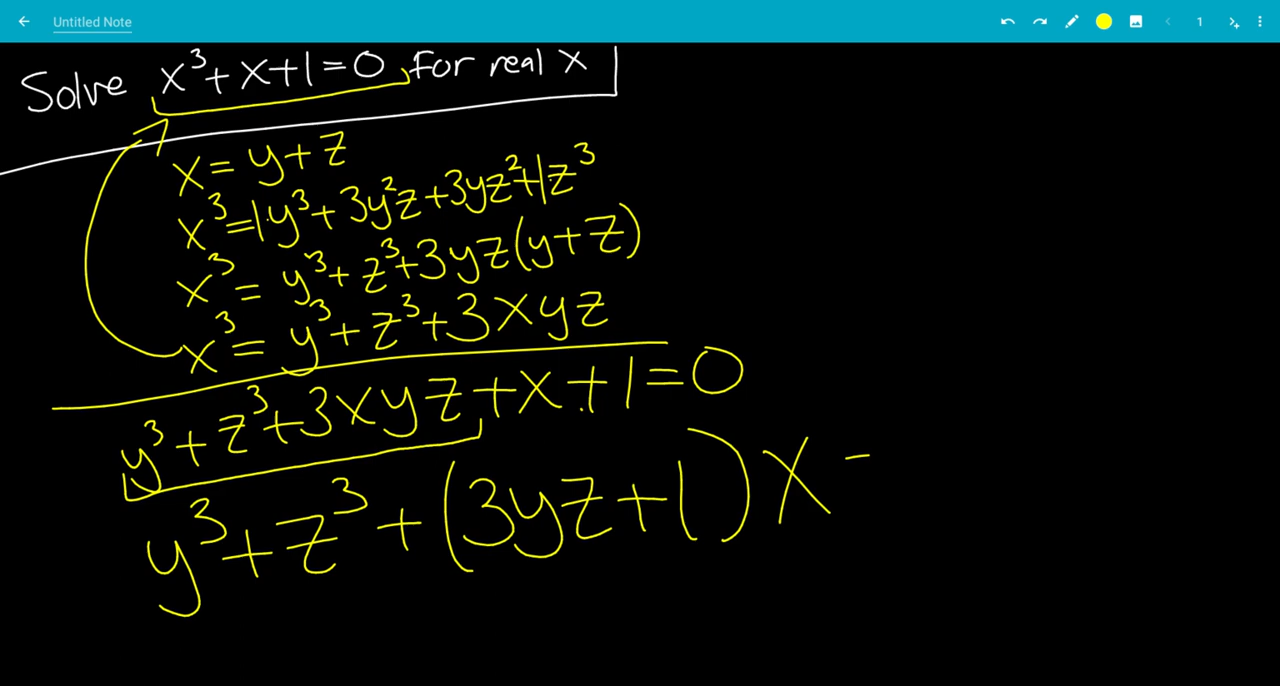 Untitled Note
1
Solve x³+x+1=0, for real x
x=y+z
x³=1y³+3y²z+3yz²+1z³
x³=y³+z³+3yz(y+z)
x³=y³+z³+3xyz
y³+z³+3xyz+x+1=0
y³+z³+(3yz+1)x-